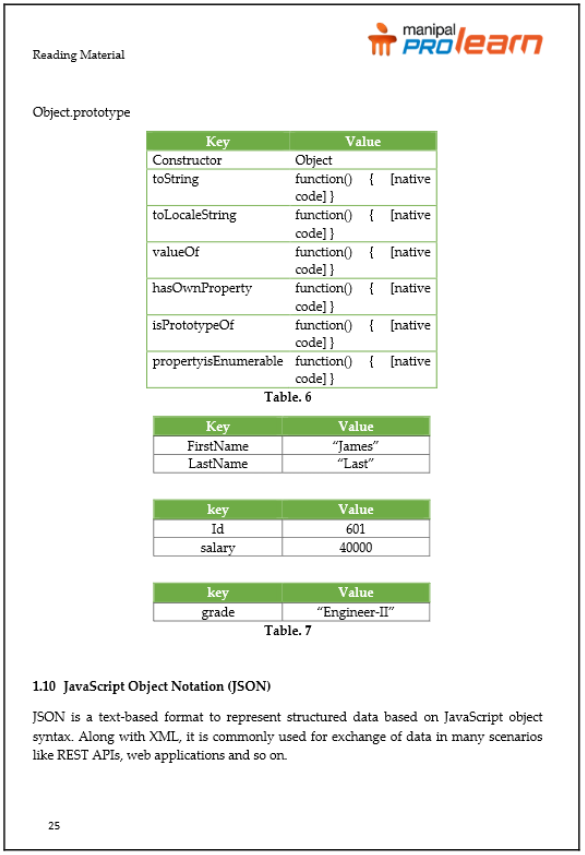 manipal
PROlearn
Reading Material
Object.prototype
Key Value
Constructor Object
toString function() { [native
code] }
toLocaleString function() { [native
code] }
valueOf function() { [native
code] }
hasOwnProperty function() { [native
code] }
isPrototypeOf function() { [native
code] }
propertyisEnumerable function() { [native
code] }
Table. 6
Key Value
FirstName “James”
LastName “Last”
key Value
Id 601
salary 40000
key Value
grade “Engineer-II”
Table. 7
1.10 JavaScript Object Notation (JSON)
JSON is a text-based format to represent structured data based on JavaScript object
syntax. Along with XML, it is commonly used for exchange of data in many scenarios
like REST APIs, web applications and so on.
25